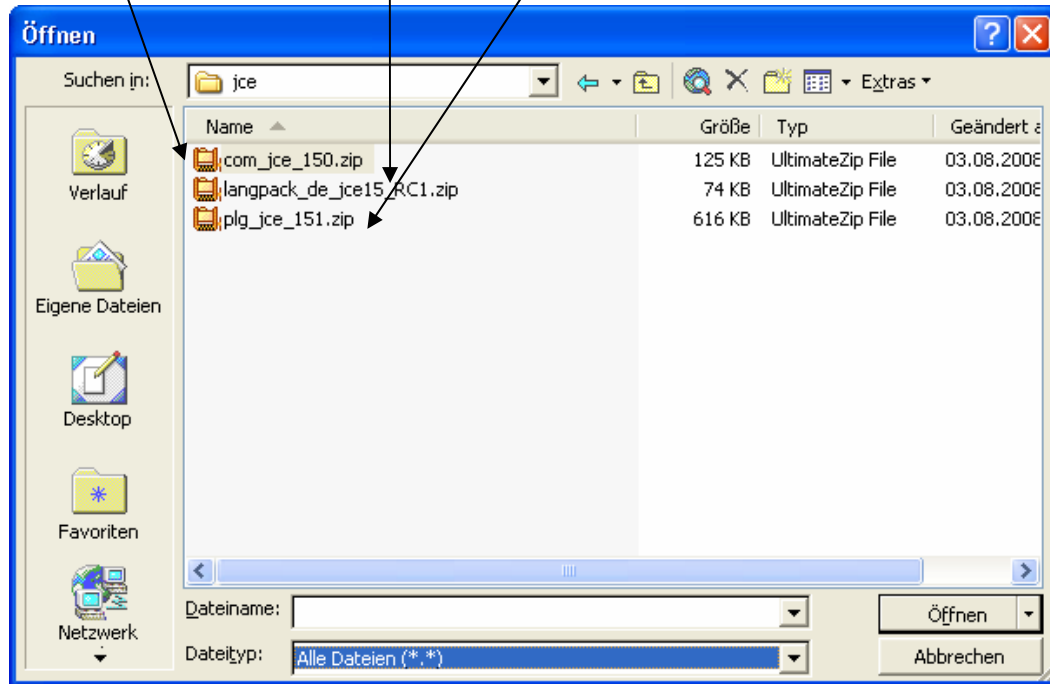 Öffnen
Suchen in: jce Extras
Name Größe Typ Geändert a
com_jce_150.zip 125 KB UltimateZip File 03.08.2008
langpack_de_jce15_RC1.zip 74 KB UltimateZip File 03.08.2008
plg_jce_151.zip 616 KB UltimateZip File 03.08.2008
Verlauf
Eigene Dateien
Desktop
Favoriten
Netzwerk
Dateiname: Öffnen
Dateityp: Alle Dateien (*.*) Abbrechen